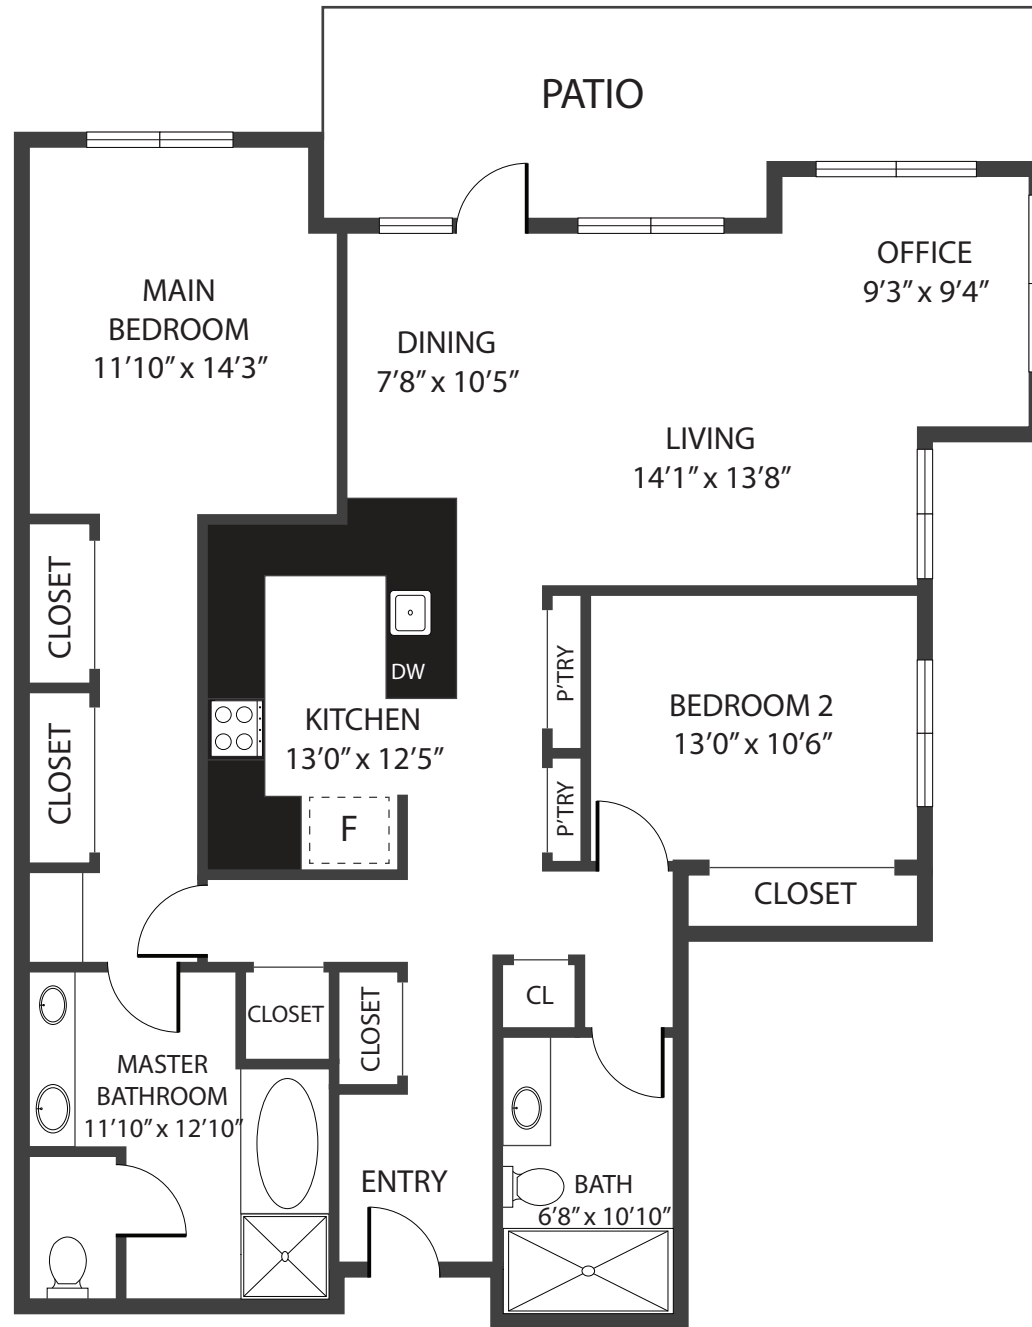 PATIO
OFFICE
9’3” x 9’4”
MAIN
BEDROOM
11’10” x 14’3”
DINING
7’8” x 10’5”
LIVING
14’1” x 13’8”
CLOSET
CLOSET
DW
KITCHEN
13’0” x 12’5”
F
P’TRY
P’TRY
BEDROOM 2
13’0” x 10’6”
CLOSET
CLOSET
CLOSET
CL
MASTER
BATHROOM
11’10” x 12’10”
ENTRY
BATH
6’8” x 10’10”